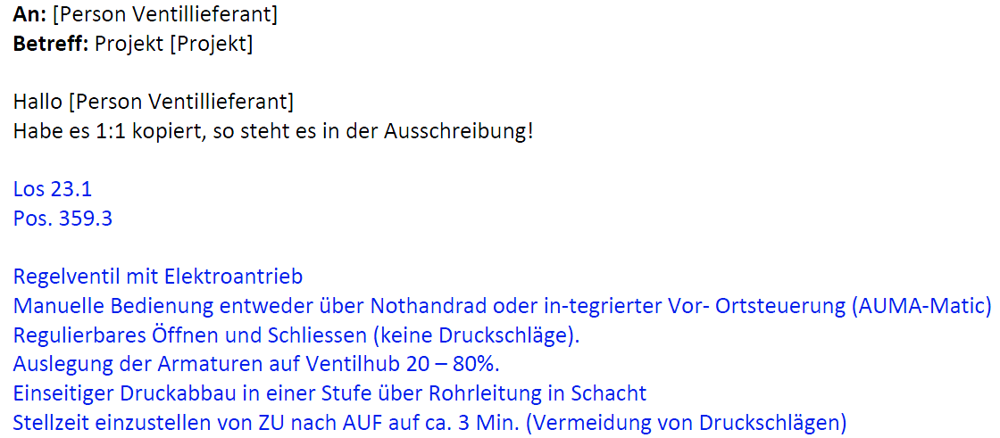 An: [Person Ventillieferant]
Betreff: Projekt [Projekt]
Hallo [Person Ventillieferant]
Habe es 1:1 kopiert, so steht es in der Ausschreibung!
Los 23.1
Pos. 359.3
Regelventil mit Elektroantrieb
Manuelle Bedienung entweder über Nothandrad oder in-tegrierter Vor- Ortsteuerung (AUMA-Matic)
Regulierbares Öffnen und Schliessen (keine Druckschläge).
Auslegung der Armaturen auf Ventilhub 20 – 80%.
Einseitiger Druckabbau in einer Stufe über Rohrleitung in Schacht
Stellzeit einzustellen von ZU nach AUF auf ca. 3 Min. (Vermeidung von Druckschlägen)